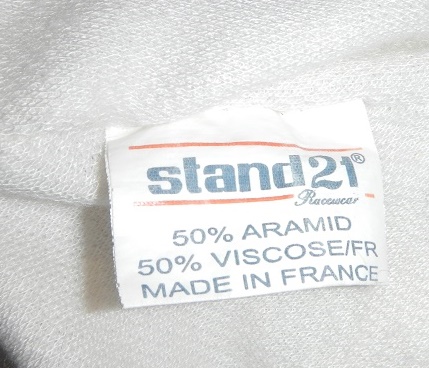 stand21®
Racewear
50% ARAMID
50% VISCOSE/FR
MADE IN FRANCE